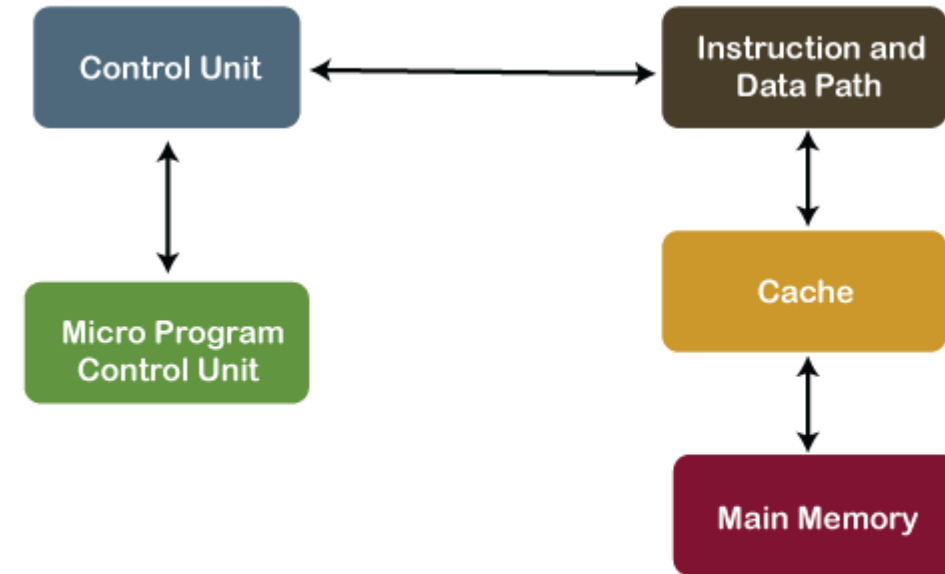 Control Unit
Instruction and
Data Path
Micro Program
Control Unit
Cache
Main Memory